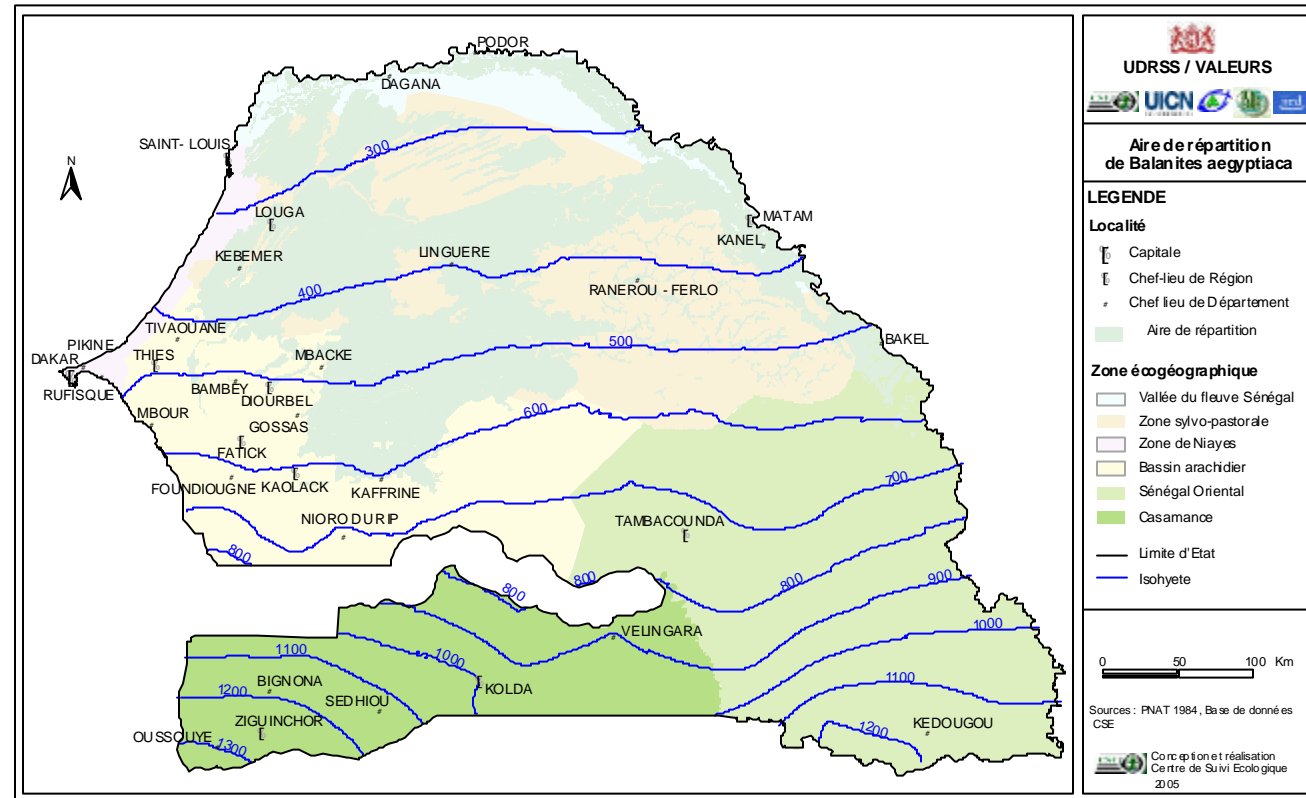 PODOR
DAGANA
SAINT- LOUIS
N
300
LOUGA
MATAM
KANEL
KEBEMER
LINGUERE
400
RANEROU - FERLO
TIVAOUANE
PIKINE
DAKAR
THIES
MBACKE
500
BAKEL
RUFISQUE
BAMBEY
DIOURBEL
MBOUR
600
GOSSAS
FATICK
FOUNDIOUGNE
KAOLACK
KAFFRINE
700
NIORO DU RIP
TAMBACOUNDA
800
800
800
800
900
VELINGARA
1000
1100
1000
BIGNONA
KOLDA
1200
SEDHIOU
1100
ZIGUINCHOR
KEDOUGOU
1200
OUSSOUYE
1300
UDRSS / VALEURS
UICN
Aire de répartition
de Balanites aegyptiaca
LEGENDE
Localité
Capitale
Chef-lieu de Région
Chef lieu de Département
Aire de répartition
Zone écogéographique
Vallée du fleuve Sénégal
Zone sylvo-pastorale
Zone de Niayes
Bassin arachidier
Sénégal Oriental
Casamance
Limite d'Etat
Isohyete
0 50 100 Km
Sources : PNAT 1984, Base de données
CSE
Conception et réalisation
Centre de Suivi Ecologique
2005